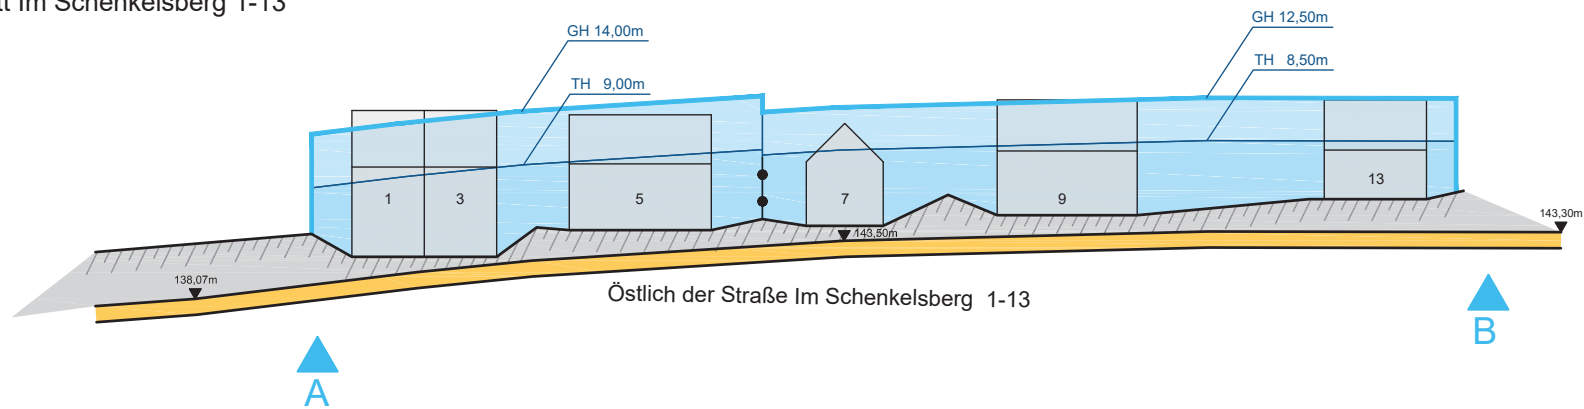 Im Schenkelsberg 1-13
GH 14,00m
TH 9,00m
GH 12,50m
TH 8,50m
1
3
5
7
9
13
138,07m
143,50m
143,30m
Östlich der Straße Im Schenkelsberg 1-13
A
B